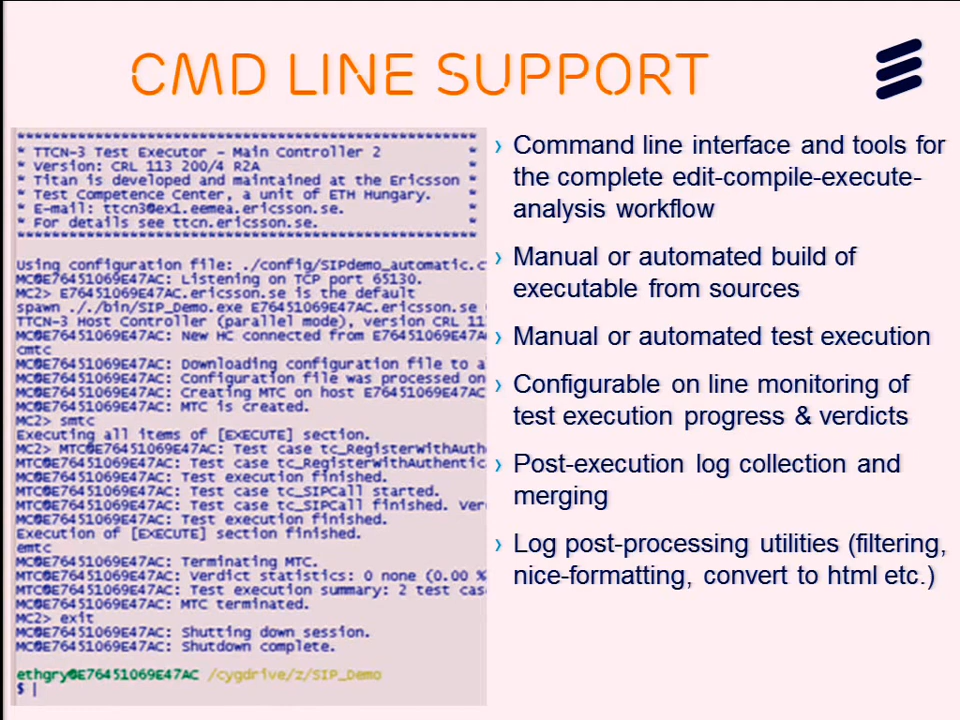 CMD LINE SUPPORT
****************************************************************
* TTCN-3 Test Executor - Main Controller 2 *
* Version: CRL 113 200/4 R2A *
* Titan is developed and maintained at the Ericsson *
* Test Competence Center, a unit of ETH Hungary. *
* E-mail: ttcn3@ex1.eemea.ericsson.se. *
* For details see ttcn.ericsson.se. *
****************************************************************
Using configuration file: ./config/SIPdemo_automatic.c
MC@E76451069E47AC: Listening on TCP port 65130.
MC2> E76451069E47AC.ericsson.se is the default
spawn ././bin/SIP_Demo.exe E76451069E47AC.ericsson.se
TTCN-3 Host Controller (parallel mode), version CRL 11
MC@E76451069E47AC: New HC connected from E76451069E47A
cmtc
MC@E76451069E47AC: Downloading configuration file to a
MC@E76451069E47AC: Configuration file was processed on
MC@E76451069E47AC: Creating MTC on host E76451069E47AC
MC@E76451069E47AC: MTC is created.
MC2> smtc
Executing all items of [EXECUTE] section.
MC2> MTC@E76451069E47AC: Test case tc_RegisterWithAuth
MTC@E76451069E47AC: Test case tc_RegisterWithAuthentic
MC@E76451069E47AC: Test execution finished.
MTC@E76451069E47AC: Test case tc_SIPCall started.
MTC@E76451069E47AC: Test case tc_SIPCall finished. Ver
MC@E76451069E47AC: Test execution finished.
Execution of [EXECUTE] section finished.
emtc
MC@E76451069E47AC: Terminating MTC.
MTC@E76451069E47AC: Verdict statistics: 0 none (0.00 %
MTC@E76451069E47AC: Test execution summary: 2 test cas
MC@E76451069E47AC: MTC terminated.
MC2> exit
MC@E76451069E47AC: Shutting down session.
MC@E76451069E47AC: Shutdown complete.
ethgry@E76451069E47AC /cygdrive/z/SIP_Demo
$ |
› Command line interface and tools for
the complete edit-compile-execute-
analysis workflow
› Manual or automated build of
executable from sources
› Manual or automated test execution
› Configurable on line monitoring of
test execution progress & verdicts
› Post-execution log collection and
merging
› Log post-processing utilities (filtering,
nice-formatting, convert to html etc.)